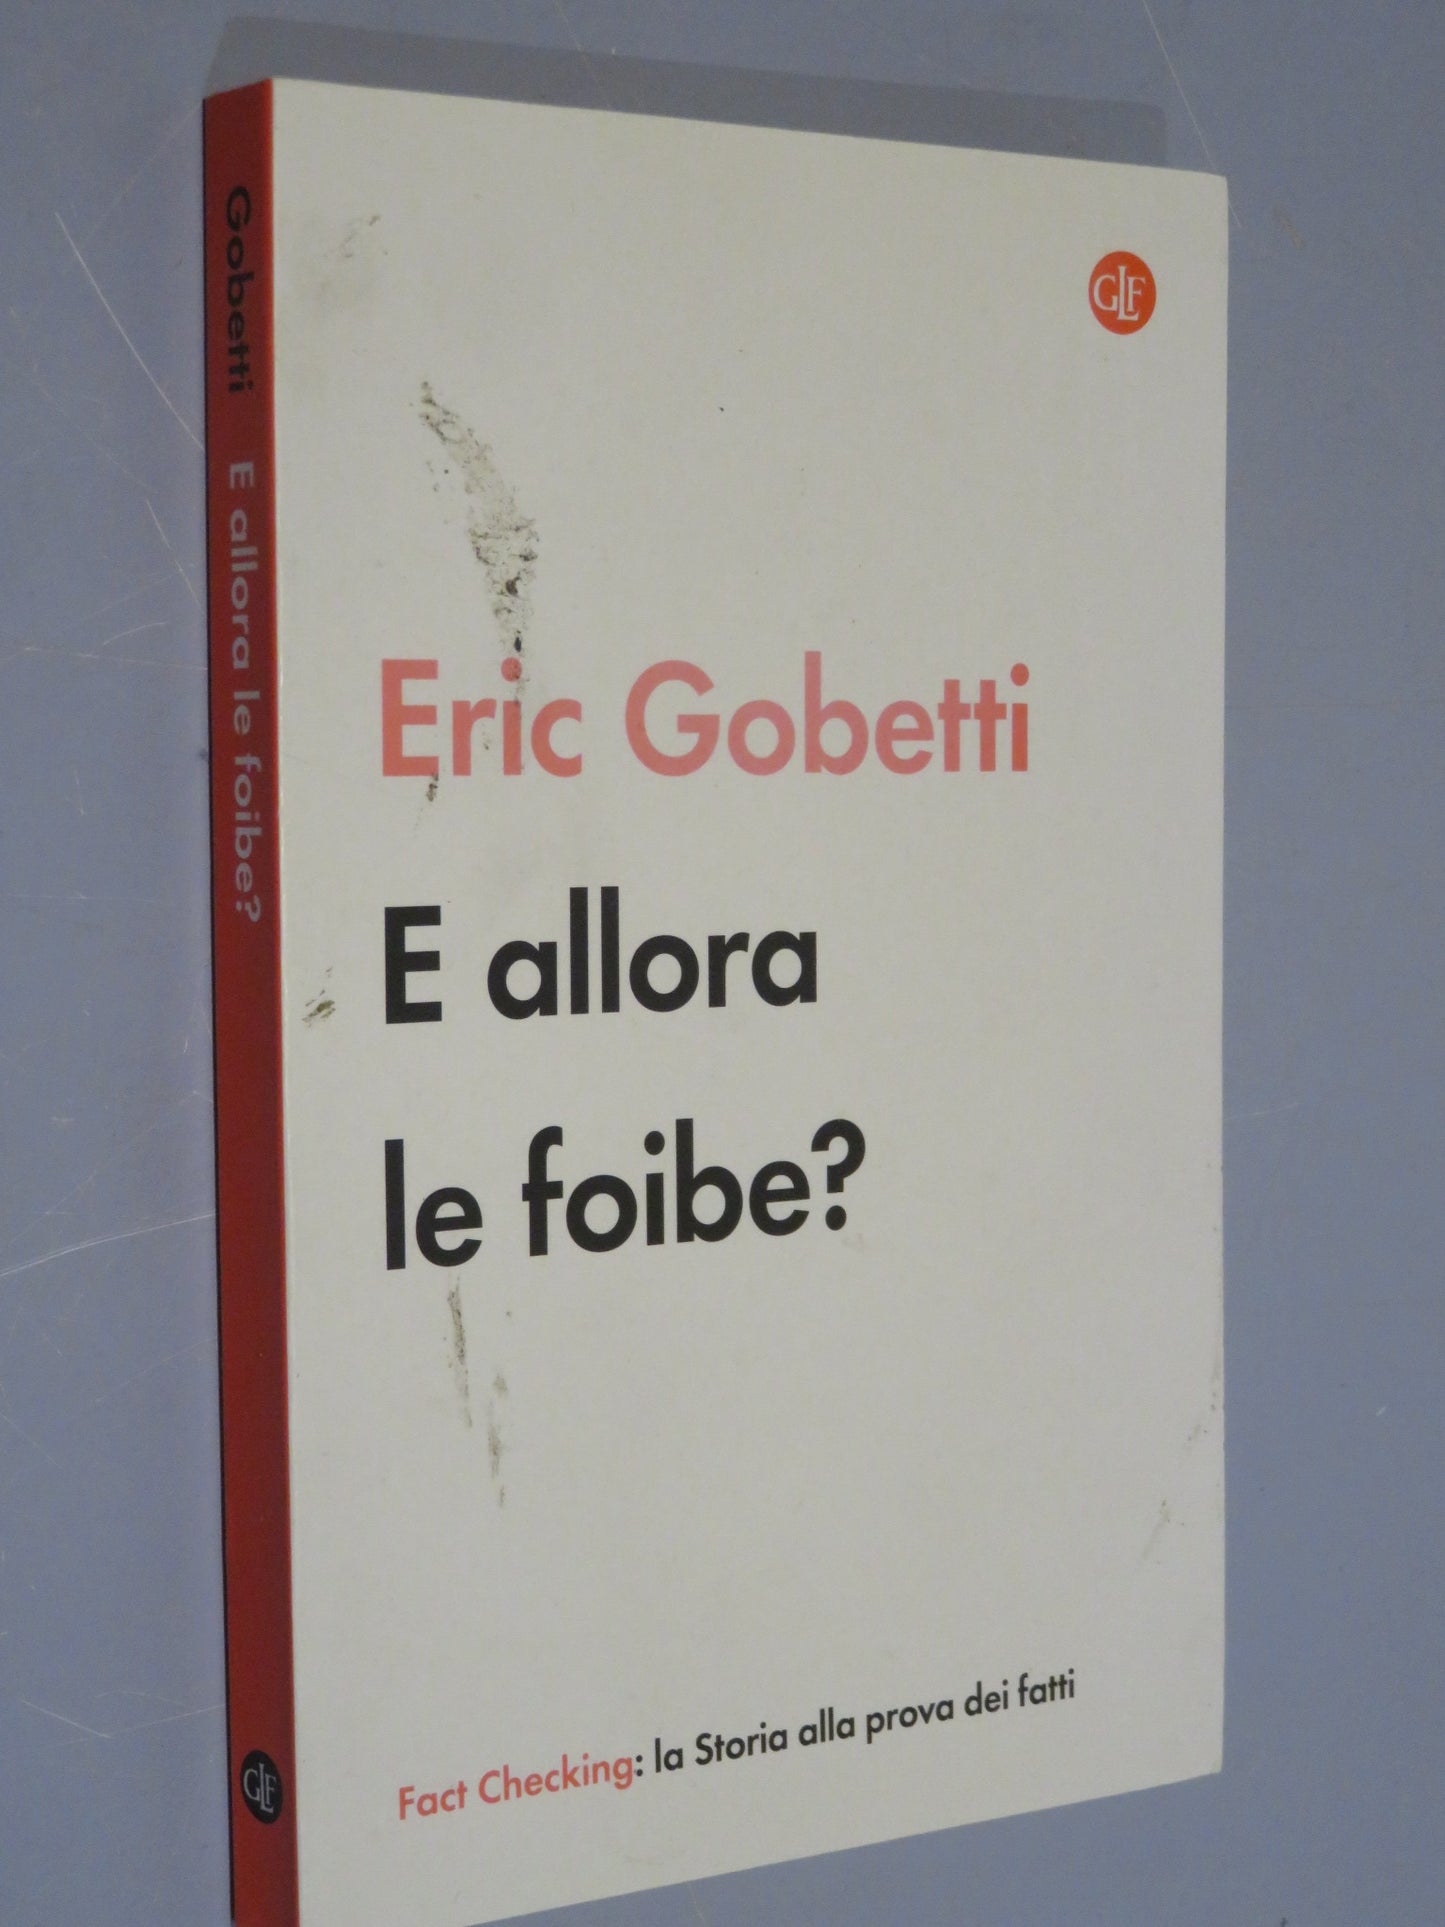 Gobetti E allora le foibe?
GLF
GLF
Eric Gobetti
E allora
le foibe?
Fact Checking: la Storia alla prova dei fatti